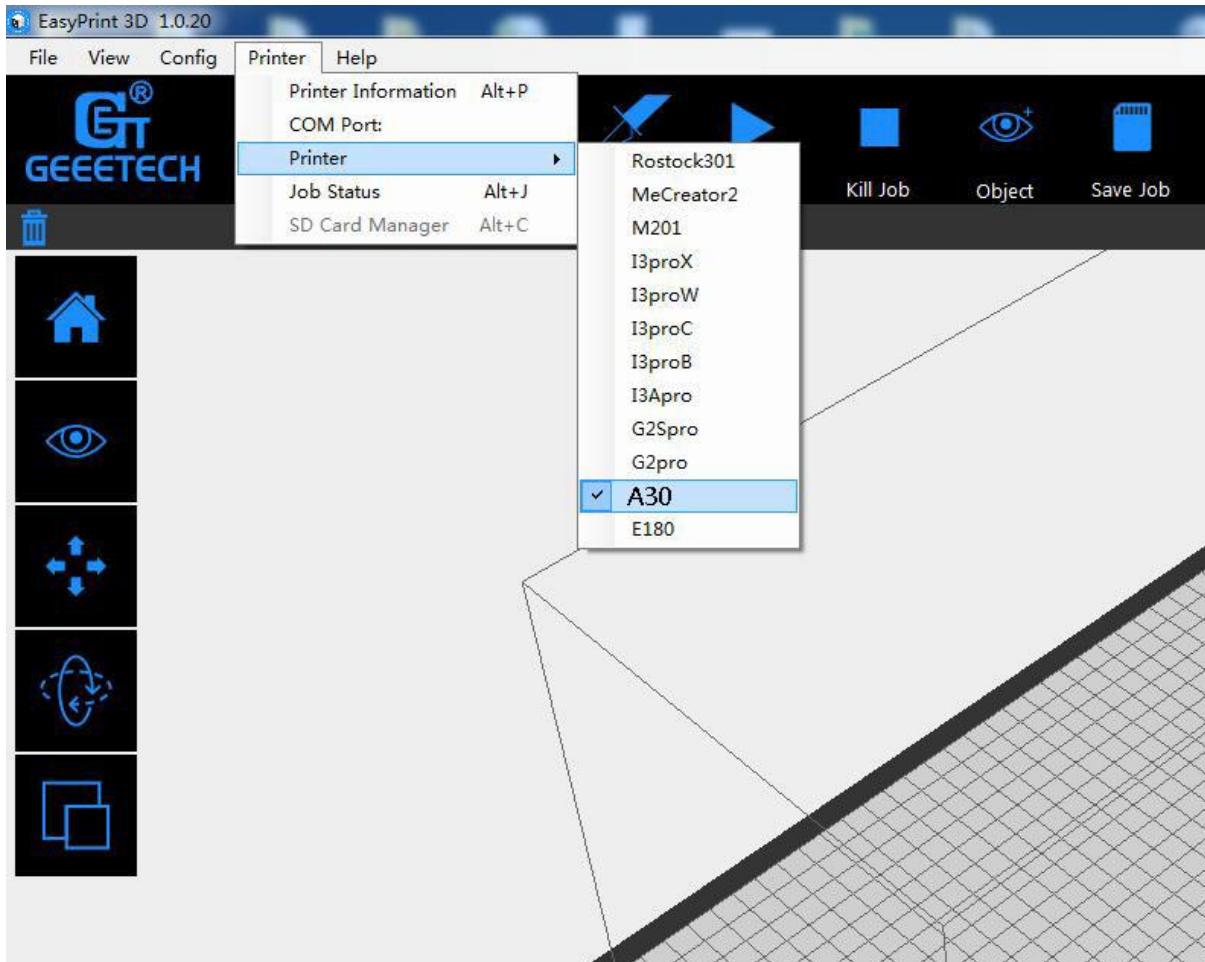 EasyPrint 3D 1.0.20
File View Config Printer Help
GT®
GEEETECH
Printer Information Alt+P
COM Port:
Printer
Job Status Alt+J
SD Card Manager Alt+C
Kill Job Object Save Job
Rostock301
MeCreator2
M201
I3proX
I3proW
I3proC
I3proB
I3Apro
G2Spro
G2pro
A30
E180